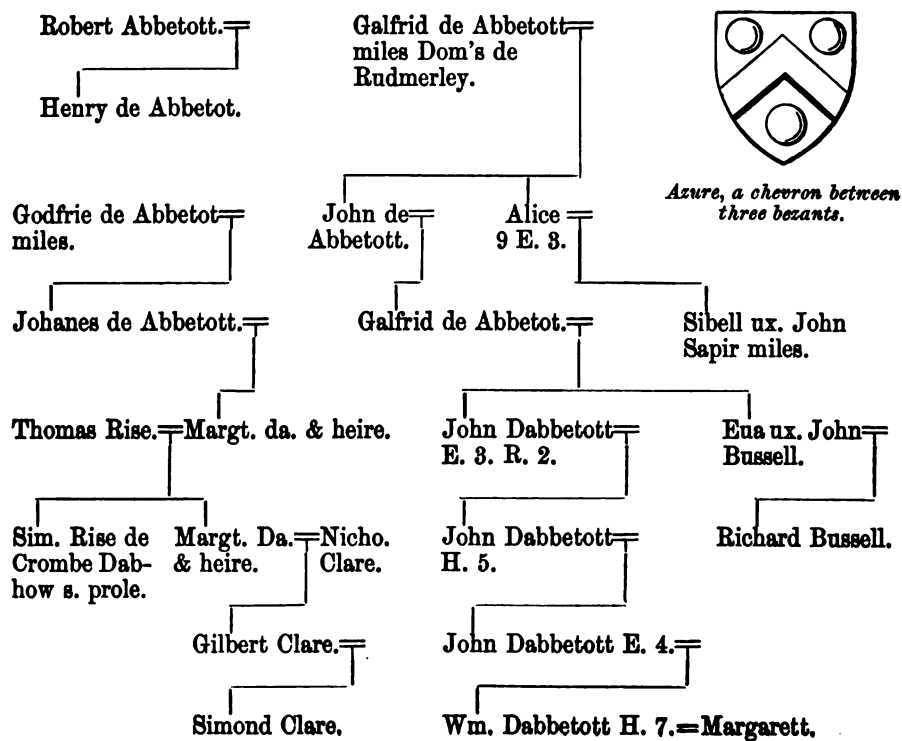 Robert Abbetott.
Galfrid de Abbetott
miles Dom's de
Rudmerley.
Henry de Abbetot.
Azure, a chevron between
three bezants.
Godfrie de Abbetot
miles.
John de
Abbetott.
Alice
9 E. 3.
Johanes de Abbetott.
Galfrid de Abbetot.
Sibell ux. John
Sapir miles.
Thomas Rise.
Margt. da. & heire.
John Dabbetott
E. 3. R. 2.
Eua ux. John
Bussell.
Sim. Rise de
Crombe Dab-
how s. prole.
Margt. Da.
& heire.
Nicho.
Clare.
John Dabbetott
H. 5.
Richard Bussell.
Gilbert Clare.
John Dabbetott E. 4.
Simond Clare.
Wm. Dabbetott H. 7.=Margarett.